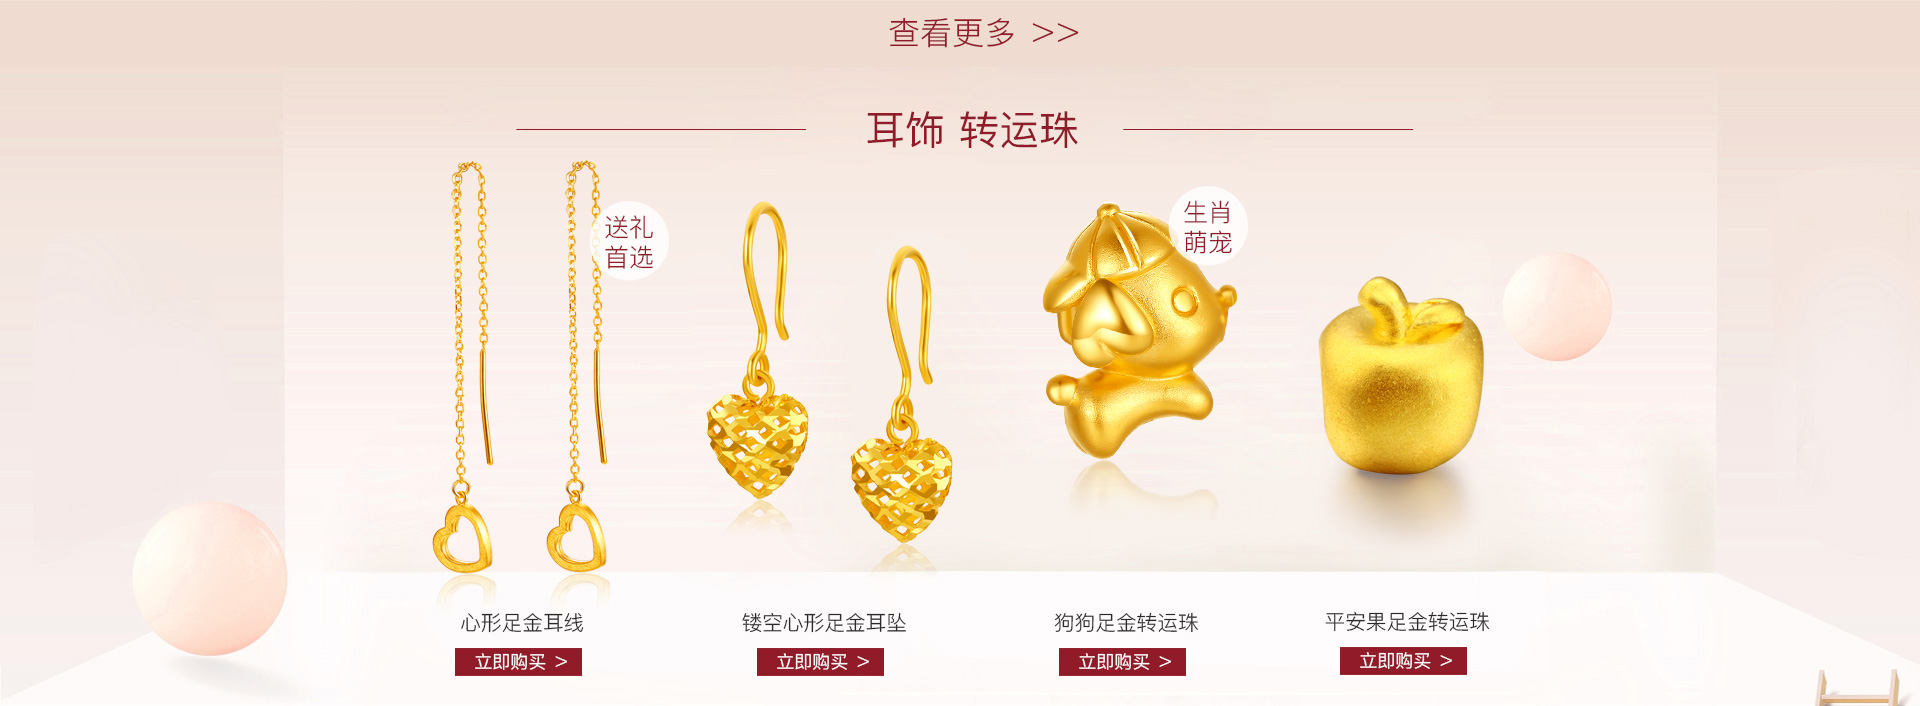 查看更多 >>
耳饰 转运珠
送礼
首选
生肖
萌宠
心形足金耳线
镂空心形足金耳坠
狗狗足金转运珠
平安果足金转运珠
立即购买 >
立即购买 >
立即购买 >
立即购买 >